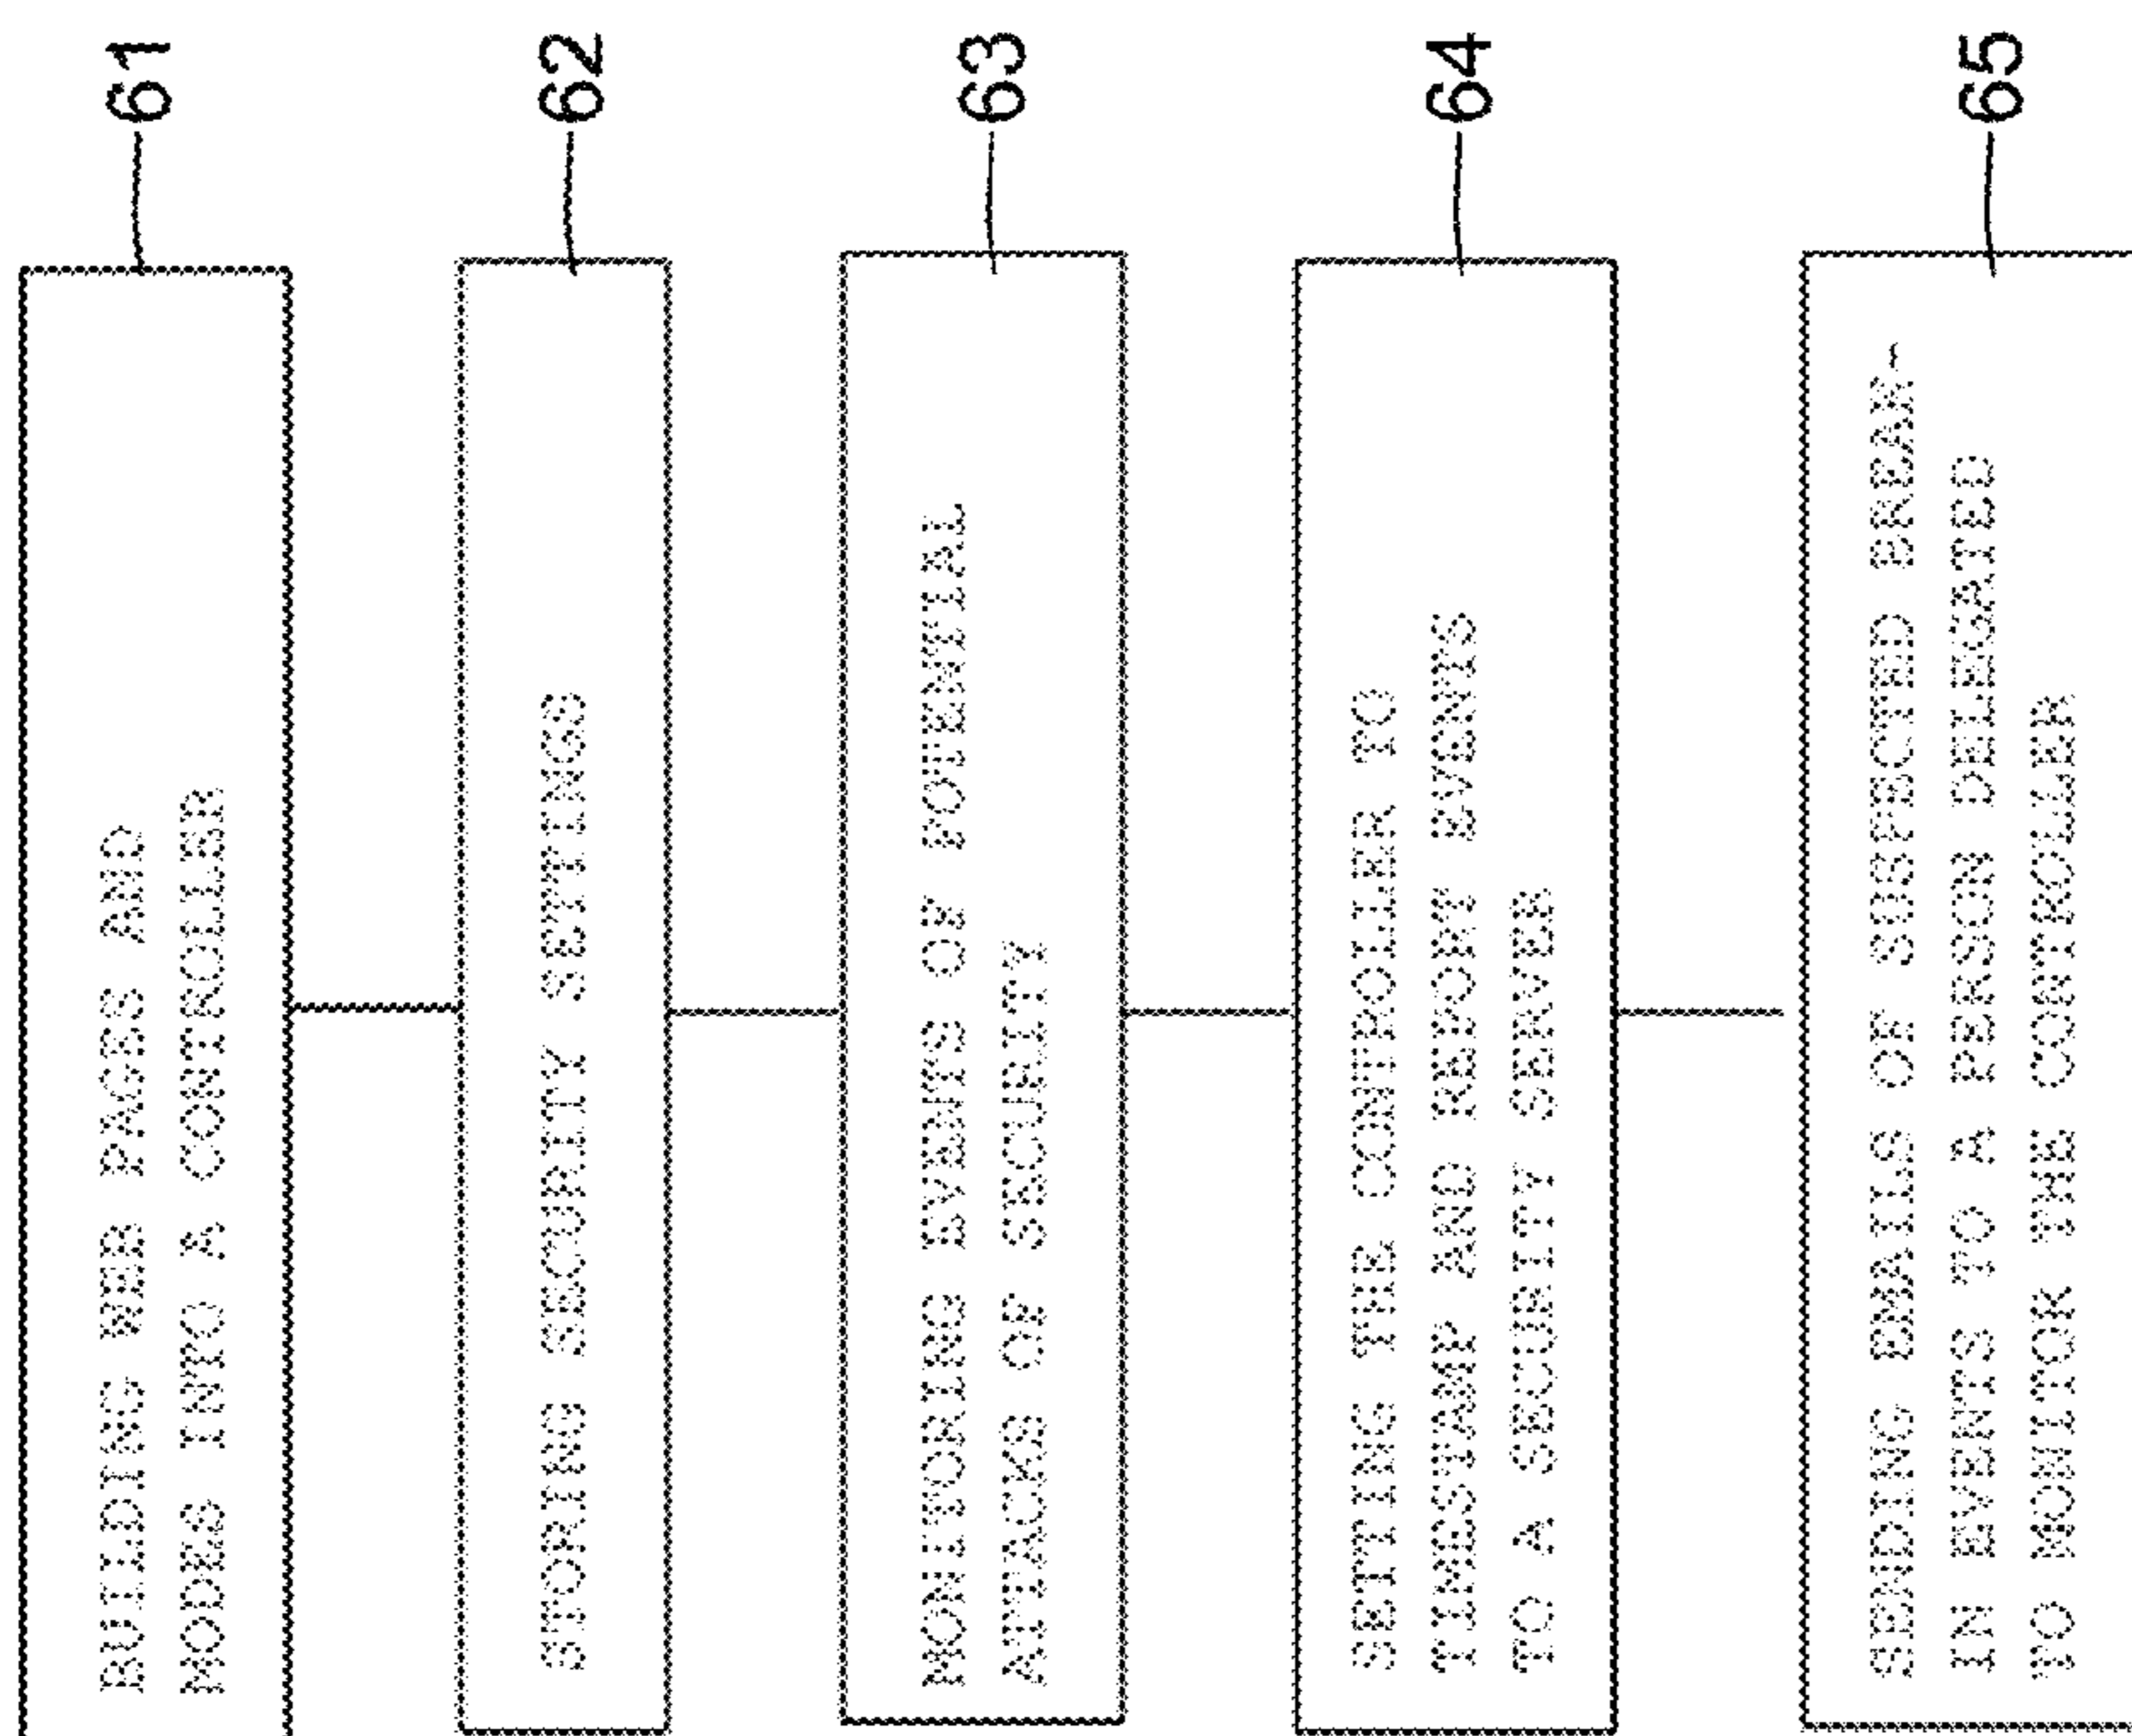 BUILDING WEB PAGES AND
MODES INTO A CONTROLLER
61
STORING SECURITY SETTINGS
62
MONITORING EVENTS OF POTENTIAL
ATTACKS OF SECURITY
63
SETTING THE CONTROLLER TO
TIMESTAMP AND REPORT EVENTS
TO A SECURITY SERVER
64
SENDING EMAILS OF SUSPECTED BREAK-
IN EVENTS TO A PERSON DELEGATED
TO MONITOR THE CONTROLLER
65